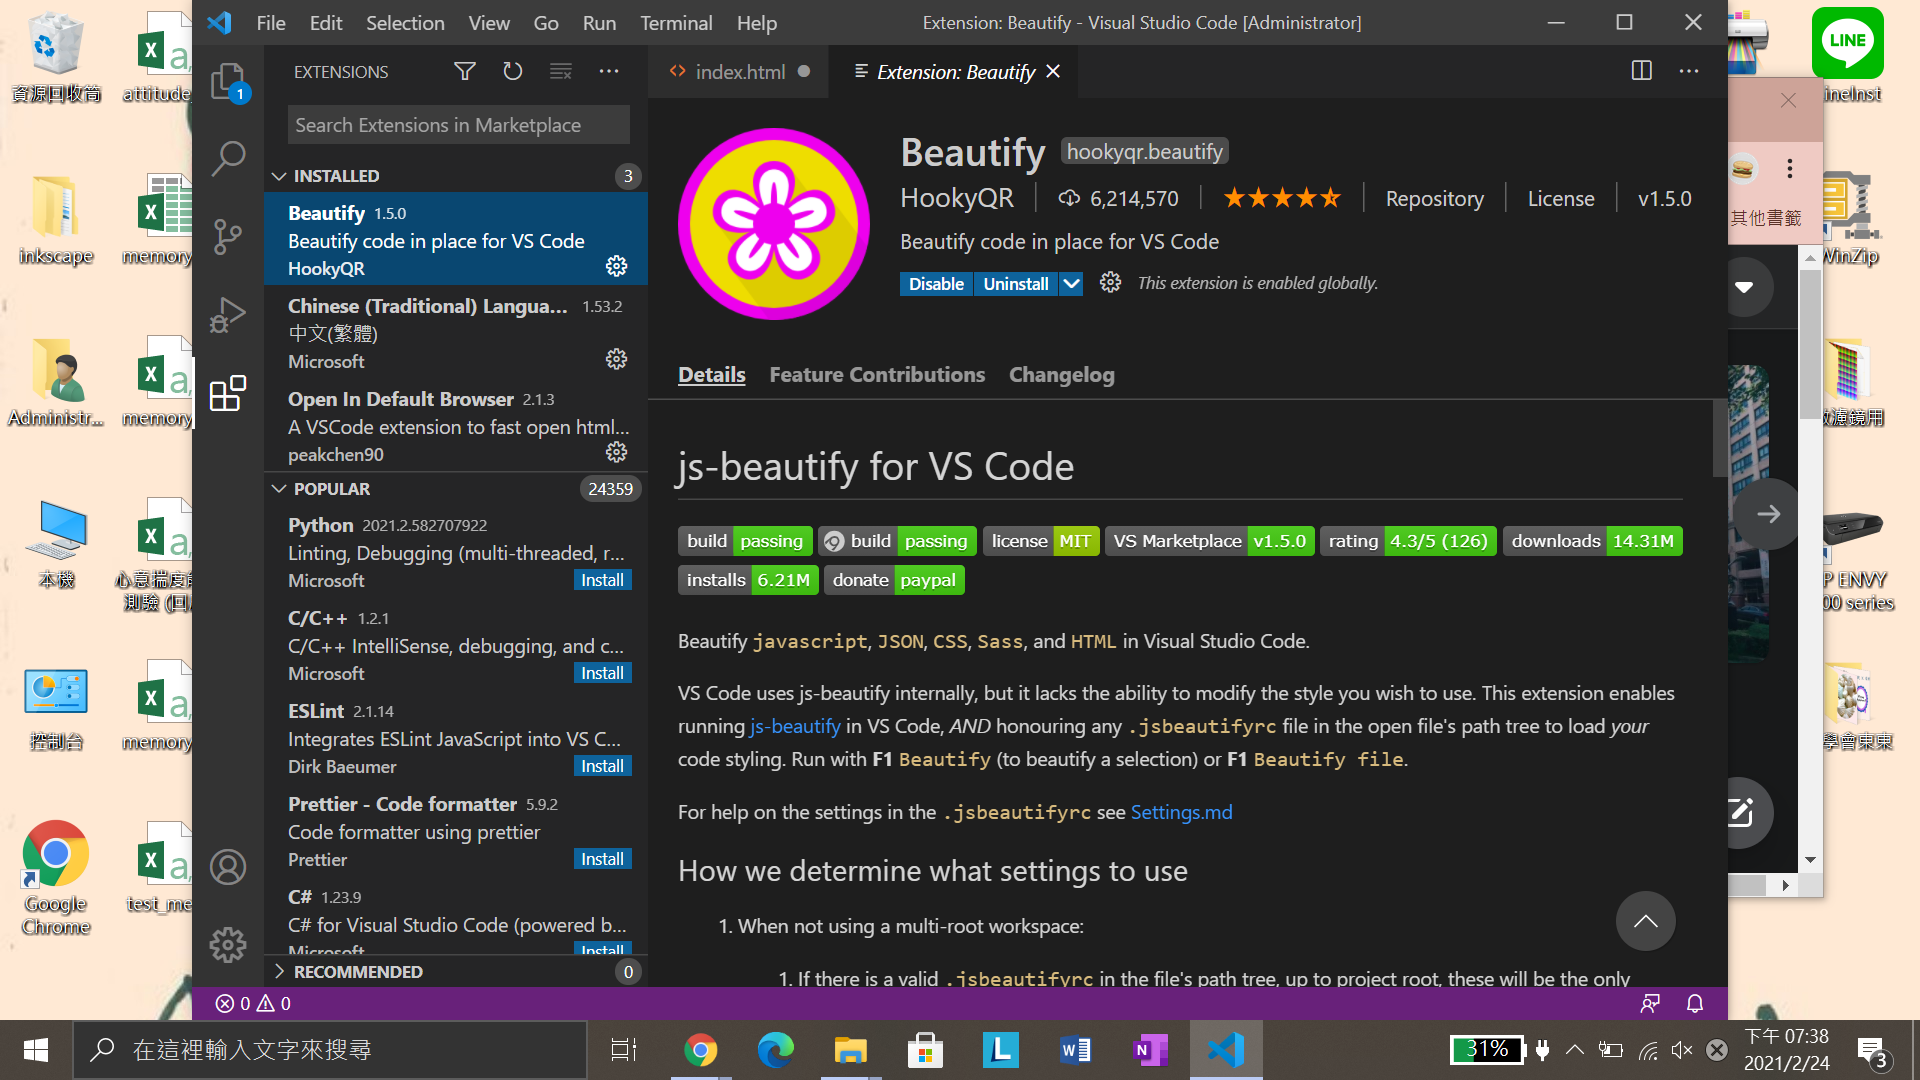 File Edit Selection View Go Run Terminal Help
Extension: Beautify - Visual Studio Code [Administrator]
EXTENSIONS
index.html
Extension: Beautify
1
Search Extensions in Marketplace
INSTALLED 3
Beautify 1.5.0
Beautify code in place for VS Code
HookyQR
Chinese (Traditional) Langua... 1.53.2
中文(繁體)
Microsoft
Open In Default Browser 2.1.3
A VSCode extension to fast open html...
peakchen90
POPULAR 24359
Python 2021.2.582707922
Linting, Debugging (multi-threaded, r...
Microsoft Install
C/C++ 1.2.1
C/C++ IntelliSense, debugging, and c...
Microsoft Install
ESLint 2.1.14
Integrates ESLint JavaScript into VS C...
Dirk Baeumer Install
Prettier - Code formatter 5.9.2
Code formatter using prettier
Prettier Install
C# 1.23.9
C# for Visual Studio Code (powered b...
Microsoft Install
RECOMMENDED 0
Beautify hookyqr.beautify
HookyQR 6,214,570 Repository License v1.5.0
Beautify code in place for VS Code
Disable Uninstall This extension is enabled globally.
Details Feature Contributions Changelog
js-beautify for VS Code
build passing build passing license MIT VS Marketplace v1.5.0 rating 4.3/5 (126) downloads 14.31M
installs 6.21M donate paypal
Beautify javascript, JSON, CSS, Sass, and HTML in Visual Studio Code.
VS Code uses js-beautify internally, but it lacks the ability to modify the style you wish to use. This extension enables
running js-beautify in VS Code, AND honouring any .jsbeautifyrc file in the open file's path tree to load your
code styling. Run with F1 Beautify (to beautify a selection) or F1 Beautify file.
For help on the settings in the .jsbeautifyrc see Settings.md
How we determine what settings to use
1. When not using a multi-root workspace:
1. If there is a valid .jsbeautifyrc in the file's path tree, up to project root, these will be the only
0 0
資源回收筒
attitude
inkscape
memory
Administr...
memory
本機
心意揣度
測驗 (回
控制台
memory
Google
Chrome
test_me
LINE
LineInst
其他書籤
WinZip
濾鏡用
P ENVY
00 series
學會東東
在這裡輸入文字來搜尋
L
W
N
31%
下午 07:38
2021/2/24
3